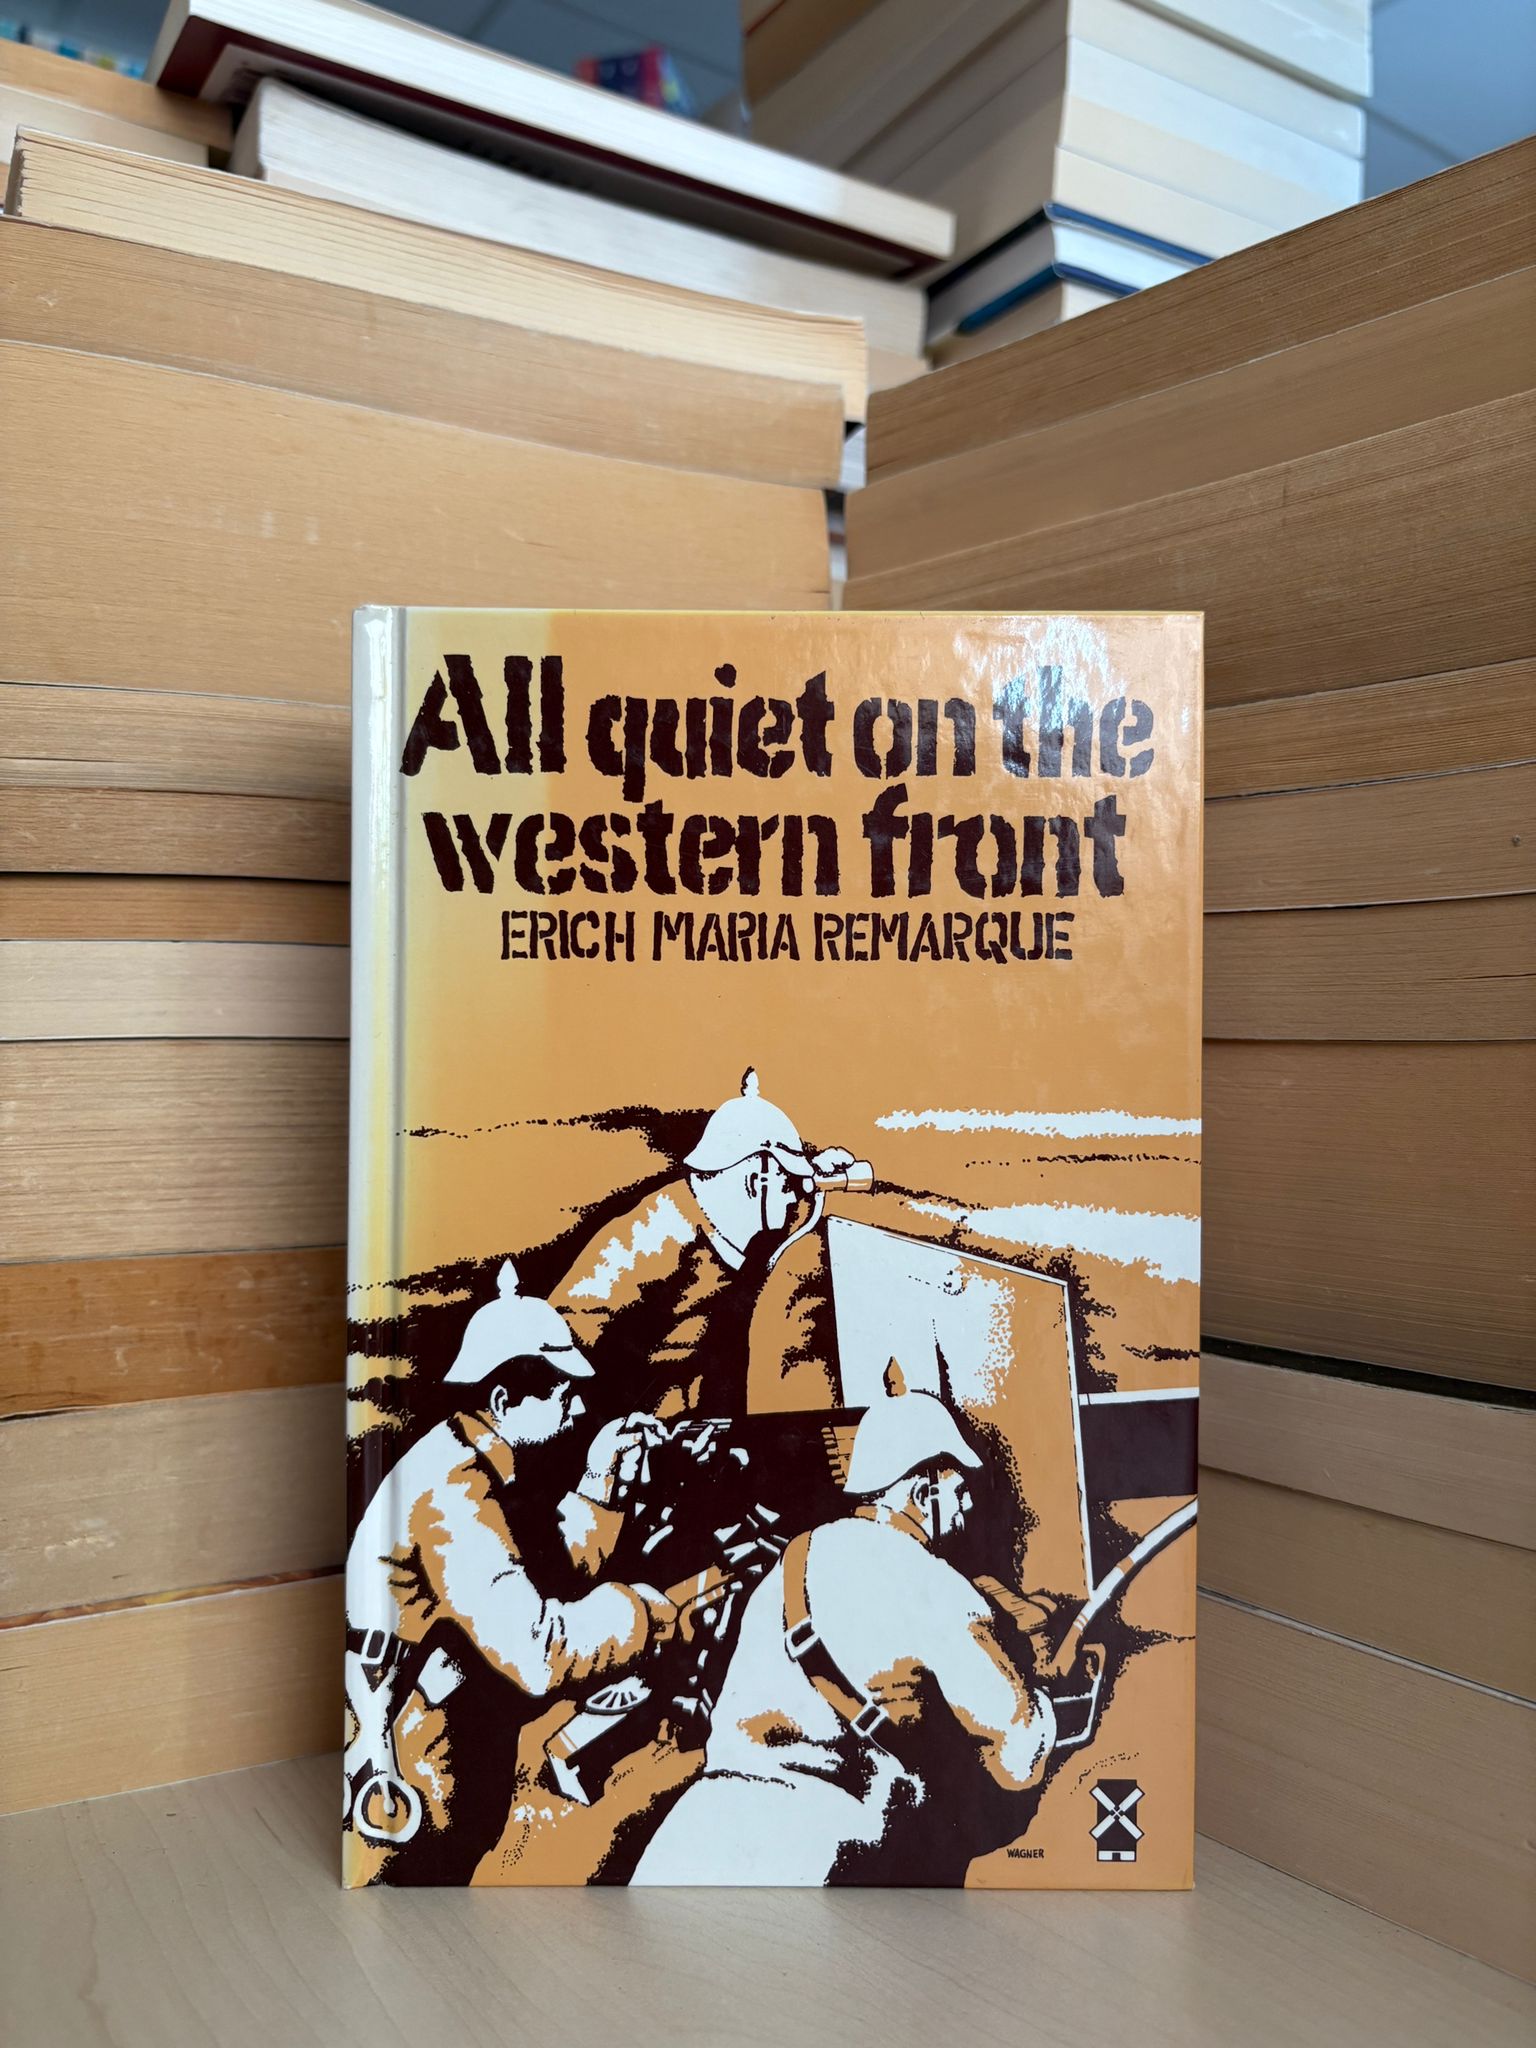 All quiet on the
western front
ERICH MARIA REMARQUE
WAGNER